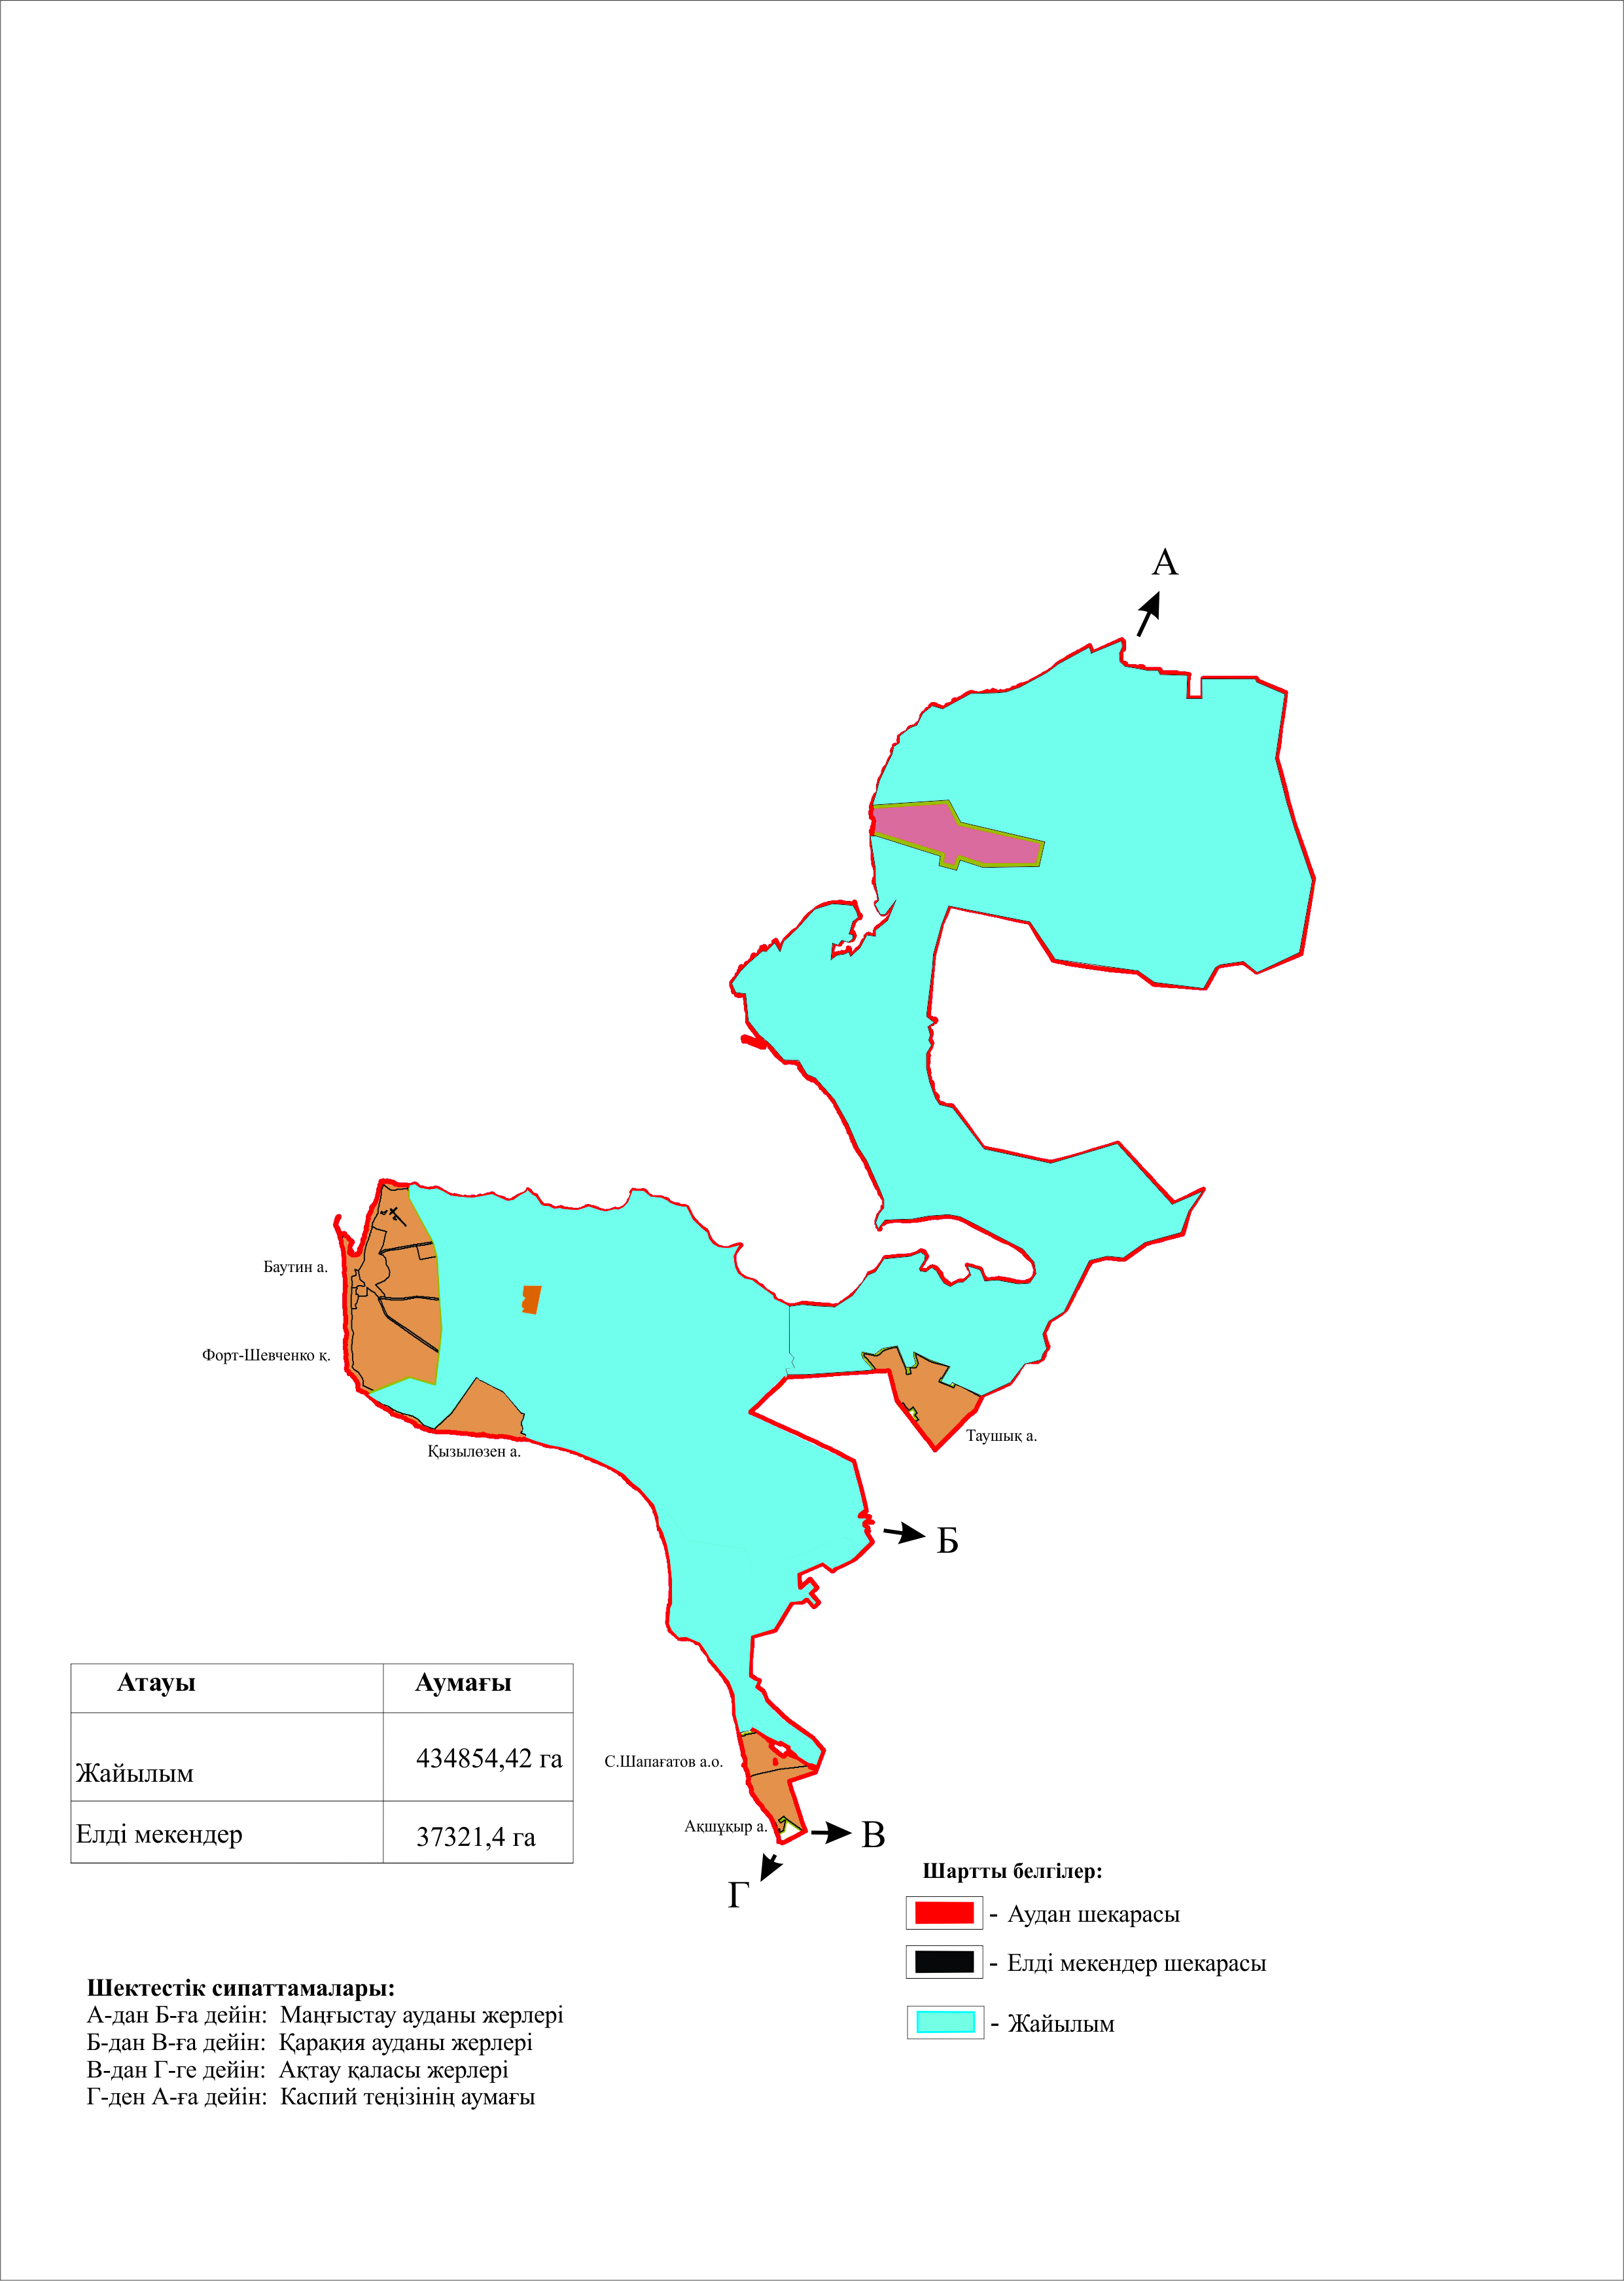 А
Баутин а.
Форт-Шевченко қ.
Қызылөзен а.
Таушық а.
Б
Атауы Аумағы
Жайылым 434854,42 га
Елді мекендер 37321,4 га
С.Шапағатов а.о.
Ақшұқыр а.
В
Г
Шартты белгілер:
- Аудан шекарасы
- Елді мекендер шекарасы
- Жайылым
Шектестік сипаттамалары:
А-дан Б-ға дейін: Маңғыстау ауданы жерлері
Б-дан В-ға дейін: Қарақия ауданы жерлері
В-дан Г-ге дейін: Ақтау қаласы жерлері
Г-ден А-ға дейін: Каспий теңізінің аумағы